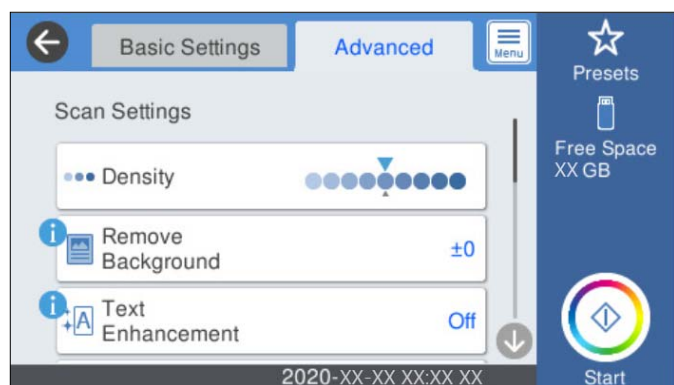 Basic Settings
Advanced
Menu
Presets
Scan Settings
Free Space
XX GB
Density
Remove
Background
±0
Text
Enhancement
Off
A
2020-XX-XX XX:XX XX
Start